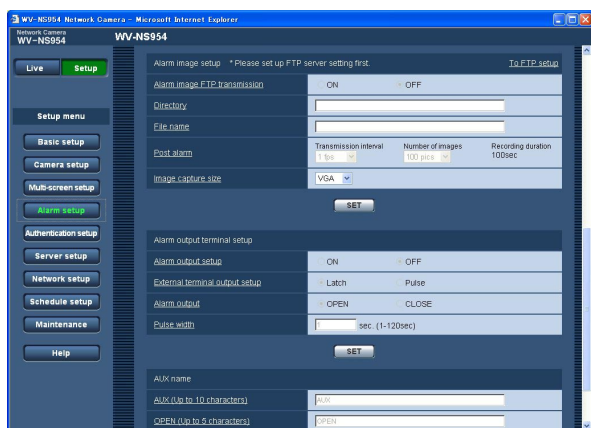 WV-NS954 Network Camera - Microsoft Internet Explorer
Network Camera
WV-NS954
WV-NS954
Live
Setup
Setup menu
Basic setup
Camera setup
Multi-screen setup
Alarm setup
Authentication setup
Server setup
Network setup
Schedule setup
Maintenance
Help
Alarm image setup * Please set up FTP server setting first. To FTP setup
Alarm image FTP transmission ON OFF
Directory
File name
Post alarm Transmission interval Number of images Recording duration
1 fps 100 pics 100sec
Image capture size VGA
SET
Alarm output terminal setup
Alarm output setup ON OFF
External terminal output setup Latch Pulse
Alarm output OPEN CLOSE
Pulse width 1 sec. (1-120sec)
SET
AUX name
AUX (Up to 10 characters) AUX
OPEN (Up to 5 characters) OPEN